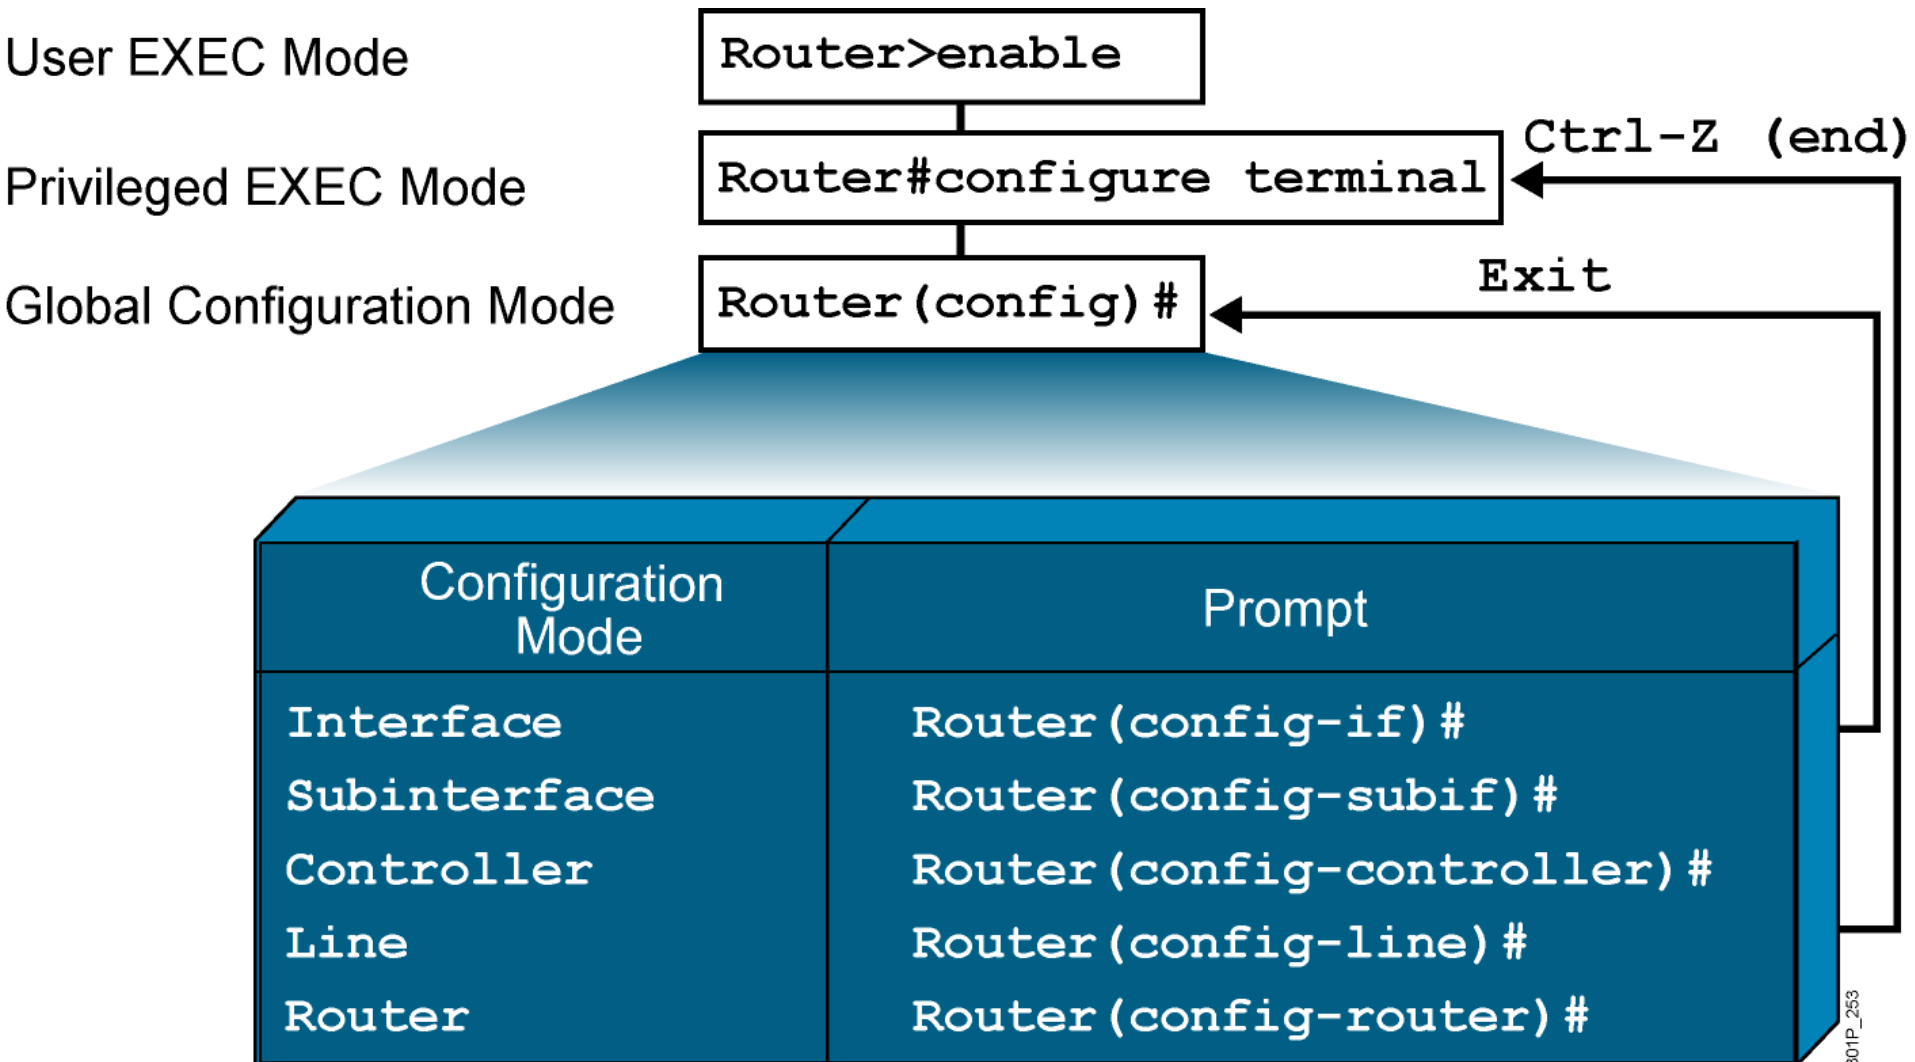 User EXEC Mode
Router>enable
Ctrl-Z (end)
Privileged EXEC Mode
Router#configure terminal
Exit
Global Configuration Mode
Router(config)#
Configuration
Mode
Prompt
Interface
Router(config-if)#
Subinterface
Router(config-subif)#
Controller
Router(config-controller)#
Line
Router(config-line)#
Router
Router(config-router)#
301P_253